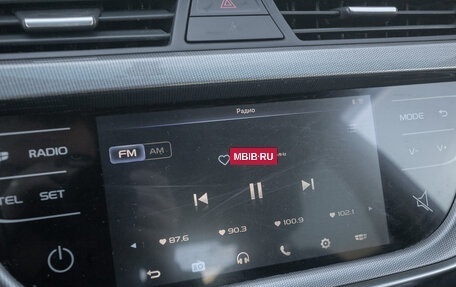 Радио
MODE
RADIO
FM AM
MBIB.RU
V- V-
TEL SET
87.6 90.3 100.9 102.1